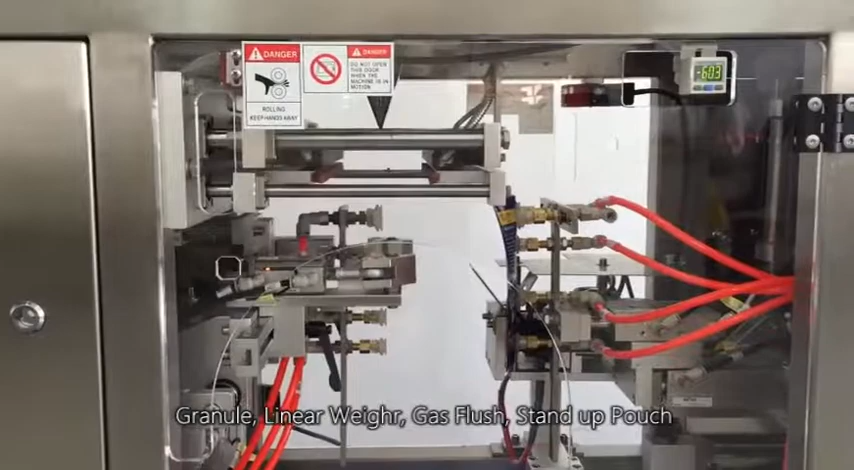 DANGER
ROLLING
KEEP HANDS AWAY
DANGER
DO NOT OPEN
THIS DOOR
WHEN THE
MACHINE IS
IN MOTION
603
Granule, Linear Weighr, Gas Flush, Stand up Pouch